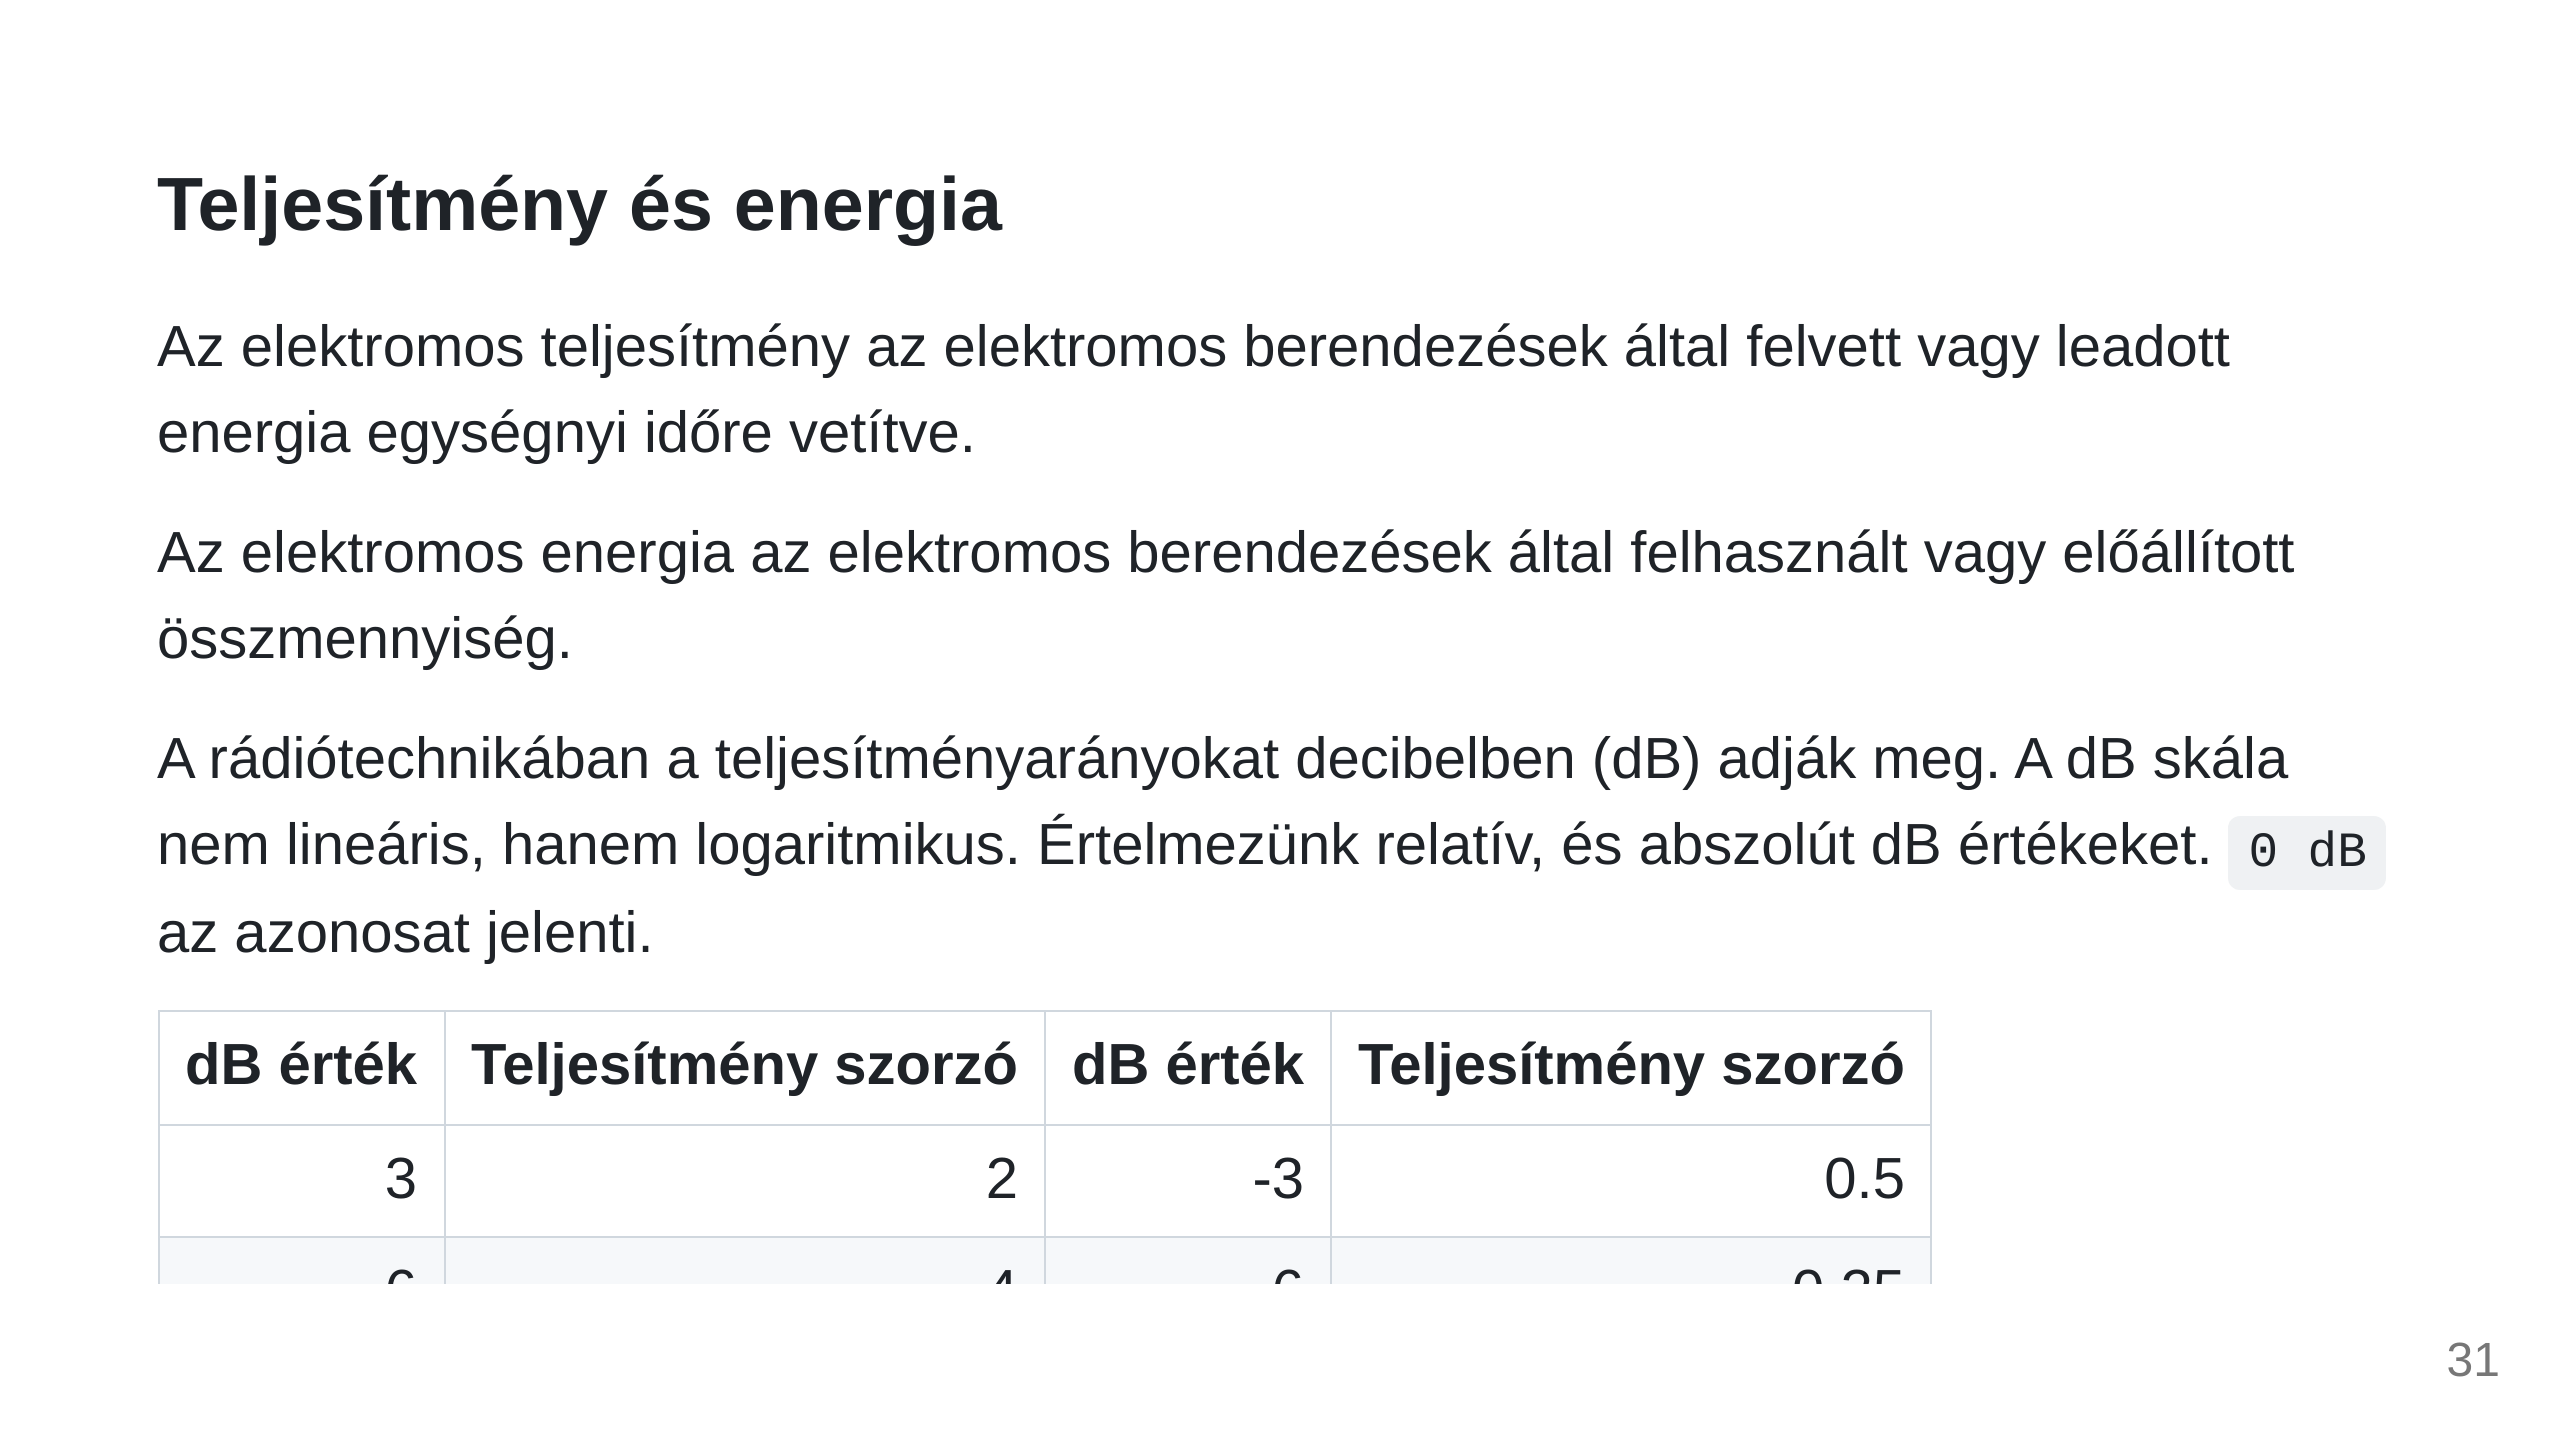 Teljesítmény és energia
Az elektromos teljesítmény az elektromos berendezések által felvett vagy leadott
energia egységnyi időre vetítve.
Az elektromos energia az elektromos berendezések által felhasznált vagy előállított
összmennyiség.
A rádiótechnikában a teljesítményarányokat decibelben (dB) adják meg. A dB skála
nem lineáris, hanem logaritmikus. Értelmezünk relatív, és abszolút dB értékeket. 0 dB
az azonosat jelenti.
dB érték Teljesítmény szorzó dB érték Teljesítmény szorzó
3 2 -3 0.5
31